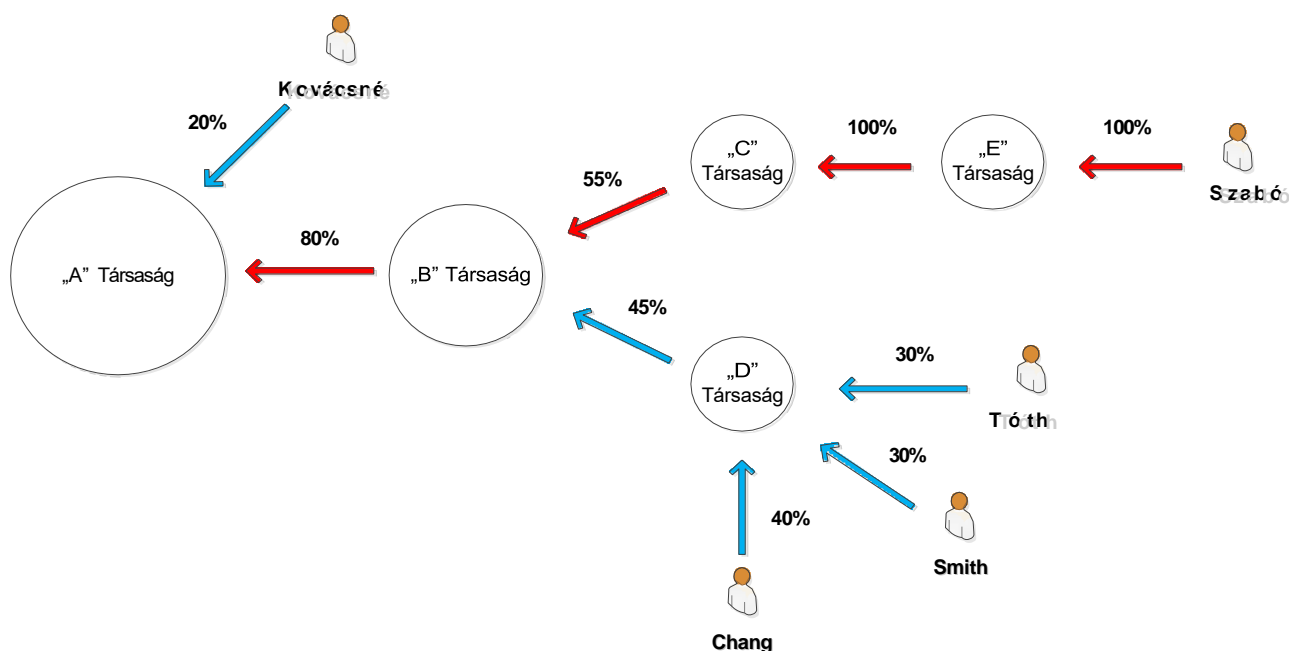 Kovácsné
20%
„A” Társaság
80%
„B” Társaság
55%
„C”
Társaság
100%
„E”
Társaság
100%
Szabó
45%
„D”
Társaság
30%
Tóth
30%
Smith
40%
Chang